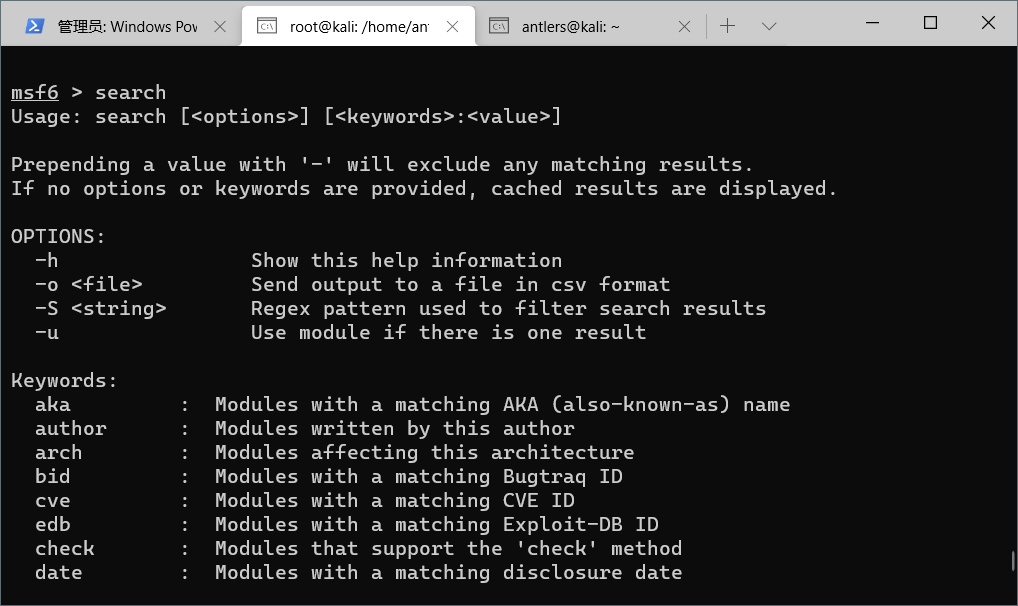 管理员: Windows Pov
root@kali: /home/an
antlers@kali: ~
msf6 > search
Usage: search [<options>] [<keywords>:<value>]
Prepending a value with '-' will exclude any matching results.
If no options or keywords are provided, cached results are displayed.
OPTIONS:
-h Show this help information
-o <file> Send output to a file in csv format
-S <string> Regex pattern used to filter search results
-u Use module if there is one result
Keywords:
aka : Modules with a matching AKA (also-known-as) name
author : Modules written by this author
arch : Modules affecting this architecture
bid : Modules with a matching Bugtraq ID
cve : Modules with a matching CVE ID
edb : Modules with a matching Exploit-DB ID
check : Modules that support the 'check' method
date : Modules with a matching disclosure date